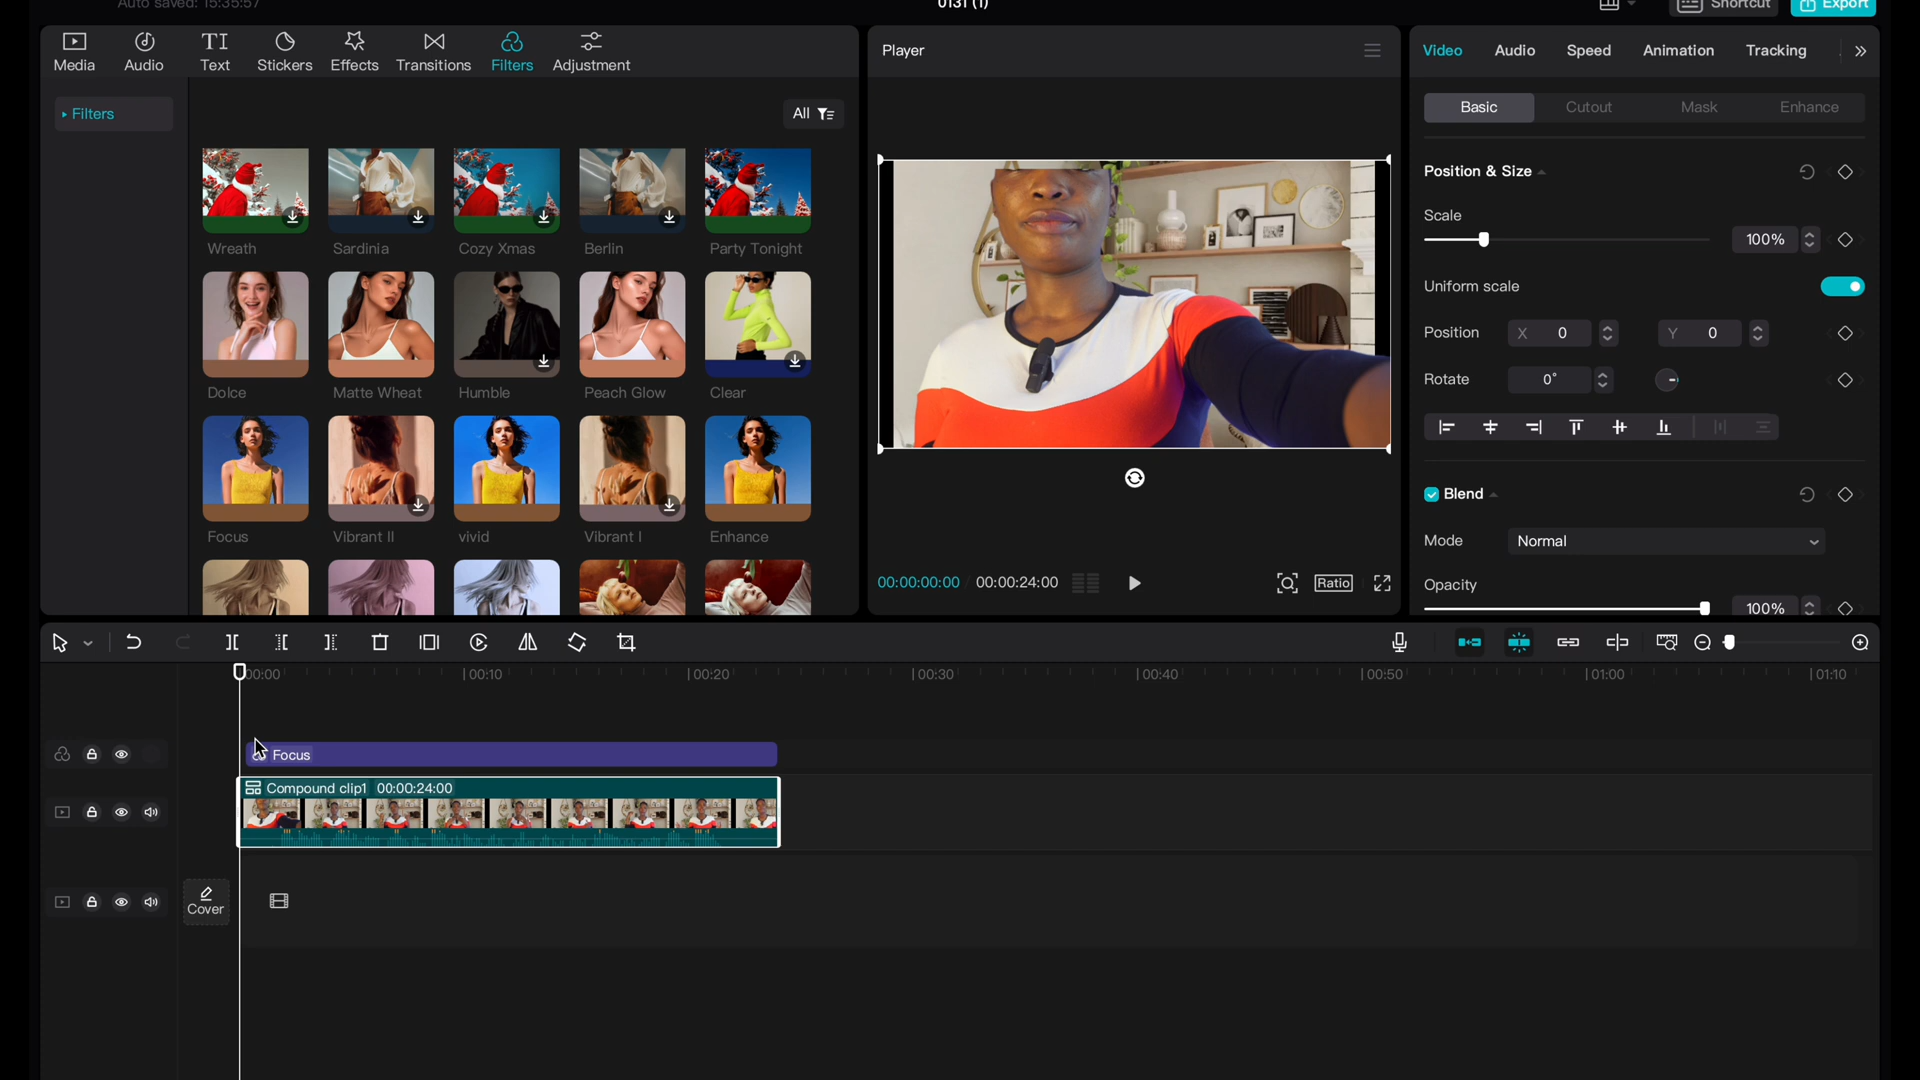 Auto saved: 15:35:57
0131 (1)
Shortcut
Export
Media
Audio
Text
Stickers
Effects
Transitions
Filters
Adjustment
Filters
All
Wreath
Sardinia
Cozy Xmas
Berlin
Party Tonight
Dolce
Matte Wheat
Humble
Peach Glow
Clear
Focus
Vibrant II
vivid
Vibrant I
Enhance
Player
00:00:00:00
00:00:24:00
Ratio
Video
Audio
Speed
Animation
Tracking
Basic
Cutout
Mask
Enhance
Position & Size
Scale
100%
Uniform scale
Position
X 0
Y 0
Rotate
0°
Blend
Mode
Normal
Opacity
100%
00:00
00:10
00:20
00:30
00:40
00:50
01:00
01:10
Focus
Compound clip1 00:00:24:00
Cover